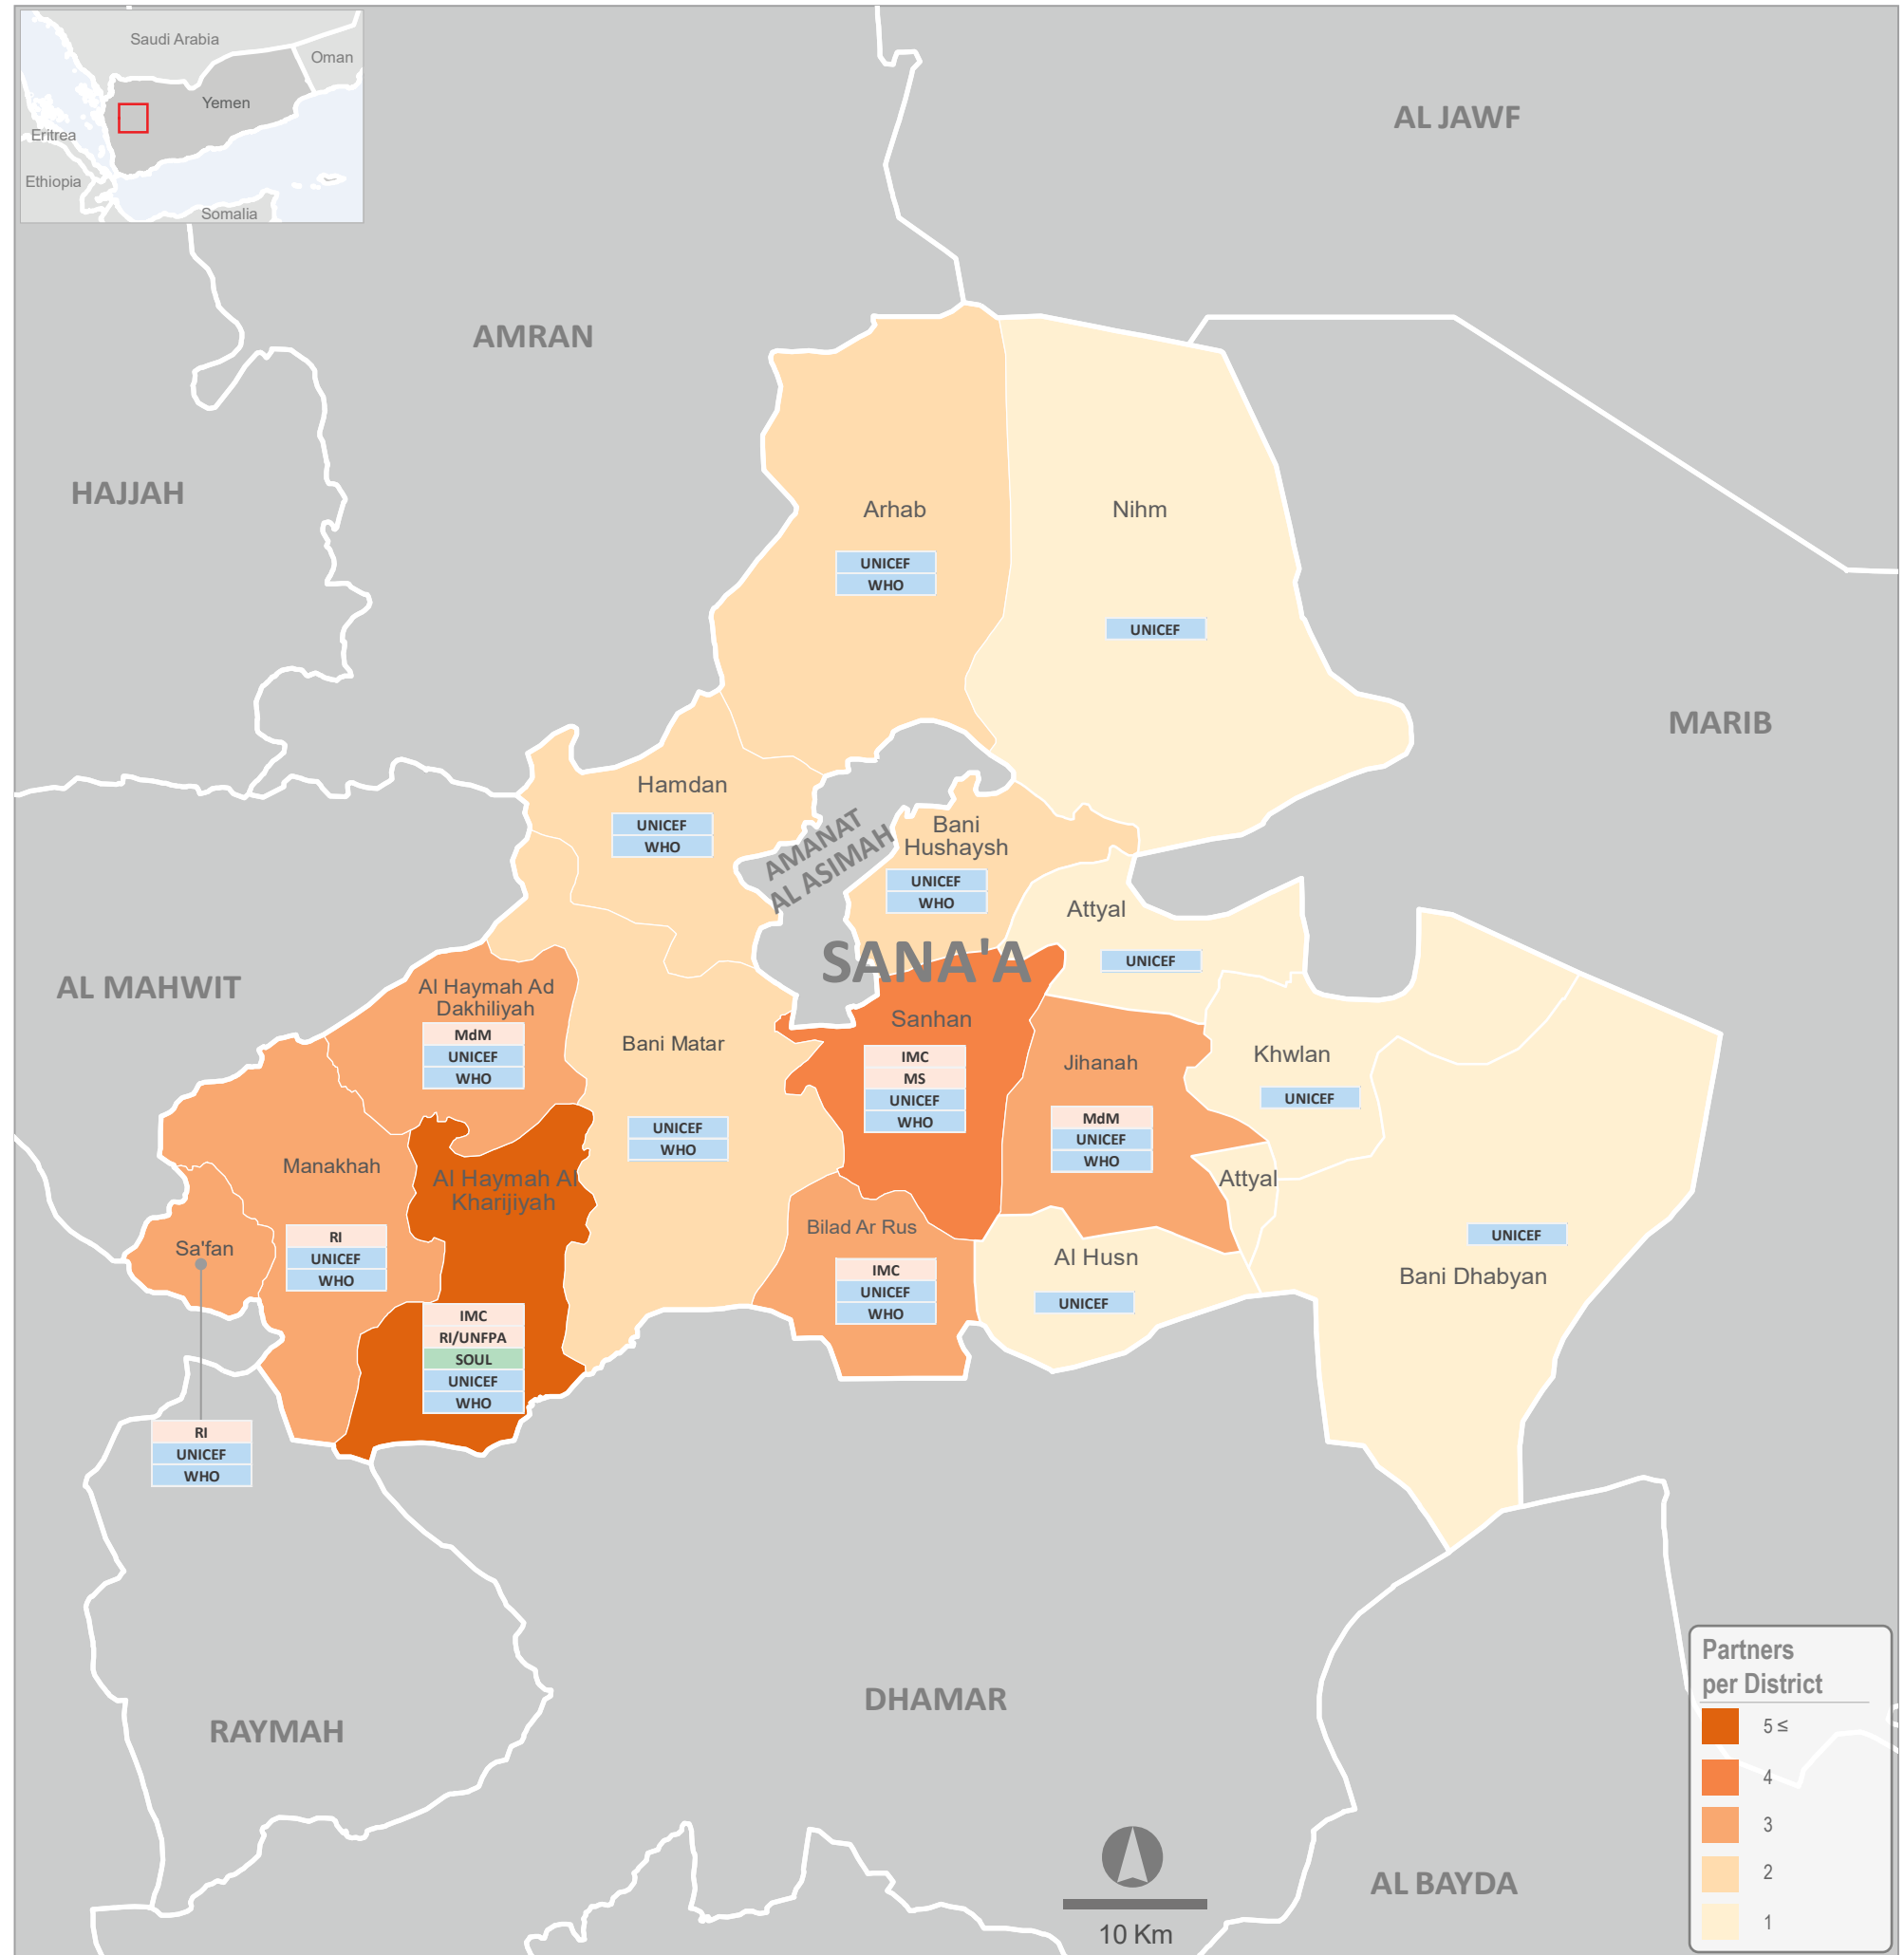 Saudi Arabia
Oman
Yemen
Eritrea
Ethiopia
Somalia
AL JAWF
AMRAN
HAJJAH
MARIB
Arhab
UNICEF
WHO
Nihm
UNICEF
Hamdan
UNICEF
WHO
AMANAT
AL ASIMAH
Bani
Hushaysh
UNICEF
WHO
Attyal
UNICEF
SANA'A
AL MAHWIT
Al Haymah Ad
Dakhiliyah
MdM
UNICEF
WHO
Bani Matar
UNICEF
WHO
Sanhan
IMC
MS
UNICEF
WHO
Jihanah
MdM
UNICEF
WHO
Khwlan
UNICEF
Attyal
Manakhah
RI
UNICEF
WHO
Al Haymah Al
Kharijiyah
IMC
RI/UNFPA
SOUL
UNICEF
WHO
Sa'fan
RI
UNICEF
WHO
Bilad Ar Rus
IMC
UNICEF
WHO
Al Husn
UNICEF
UNICEF
Bani Dhabyan
DHAMAR
RAYMAH
AL BAYDA
10 Km
Partners
per District
5 ≤
4
3
2
1